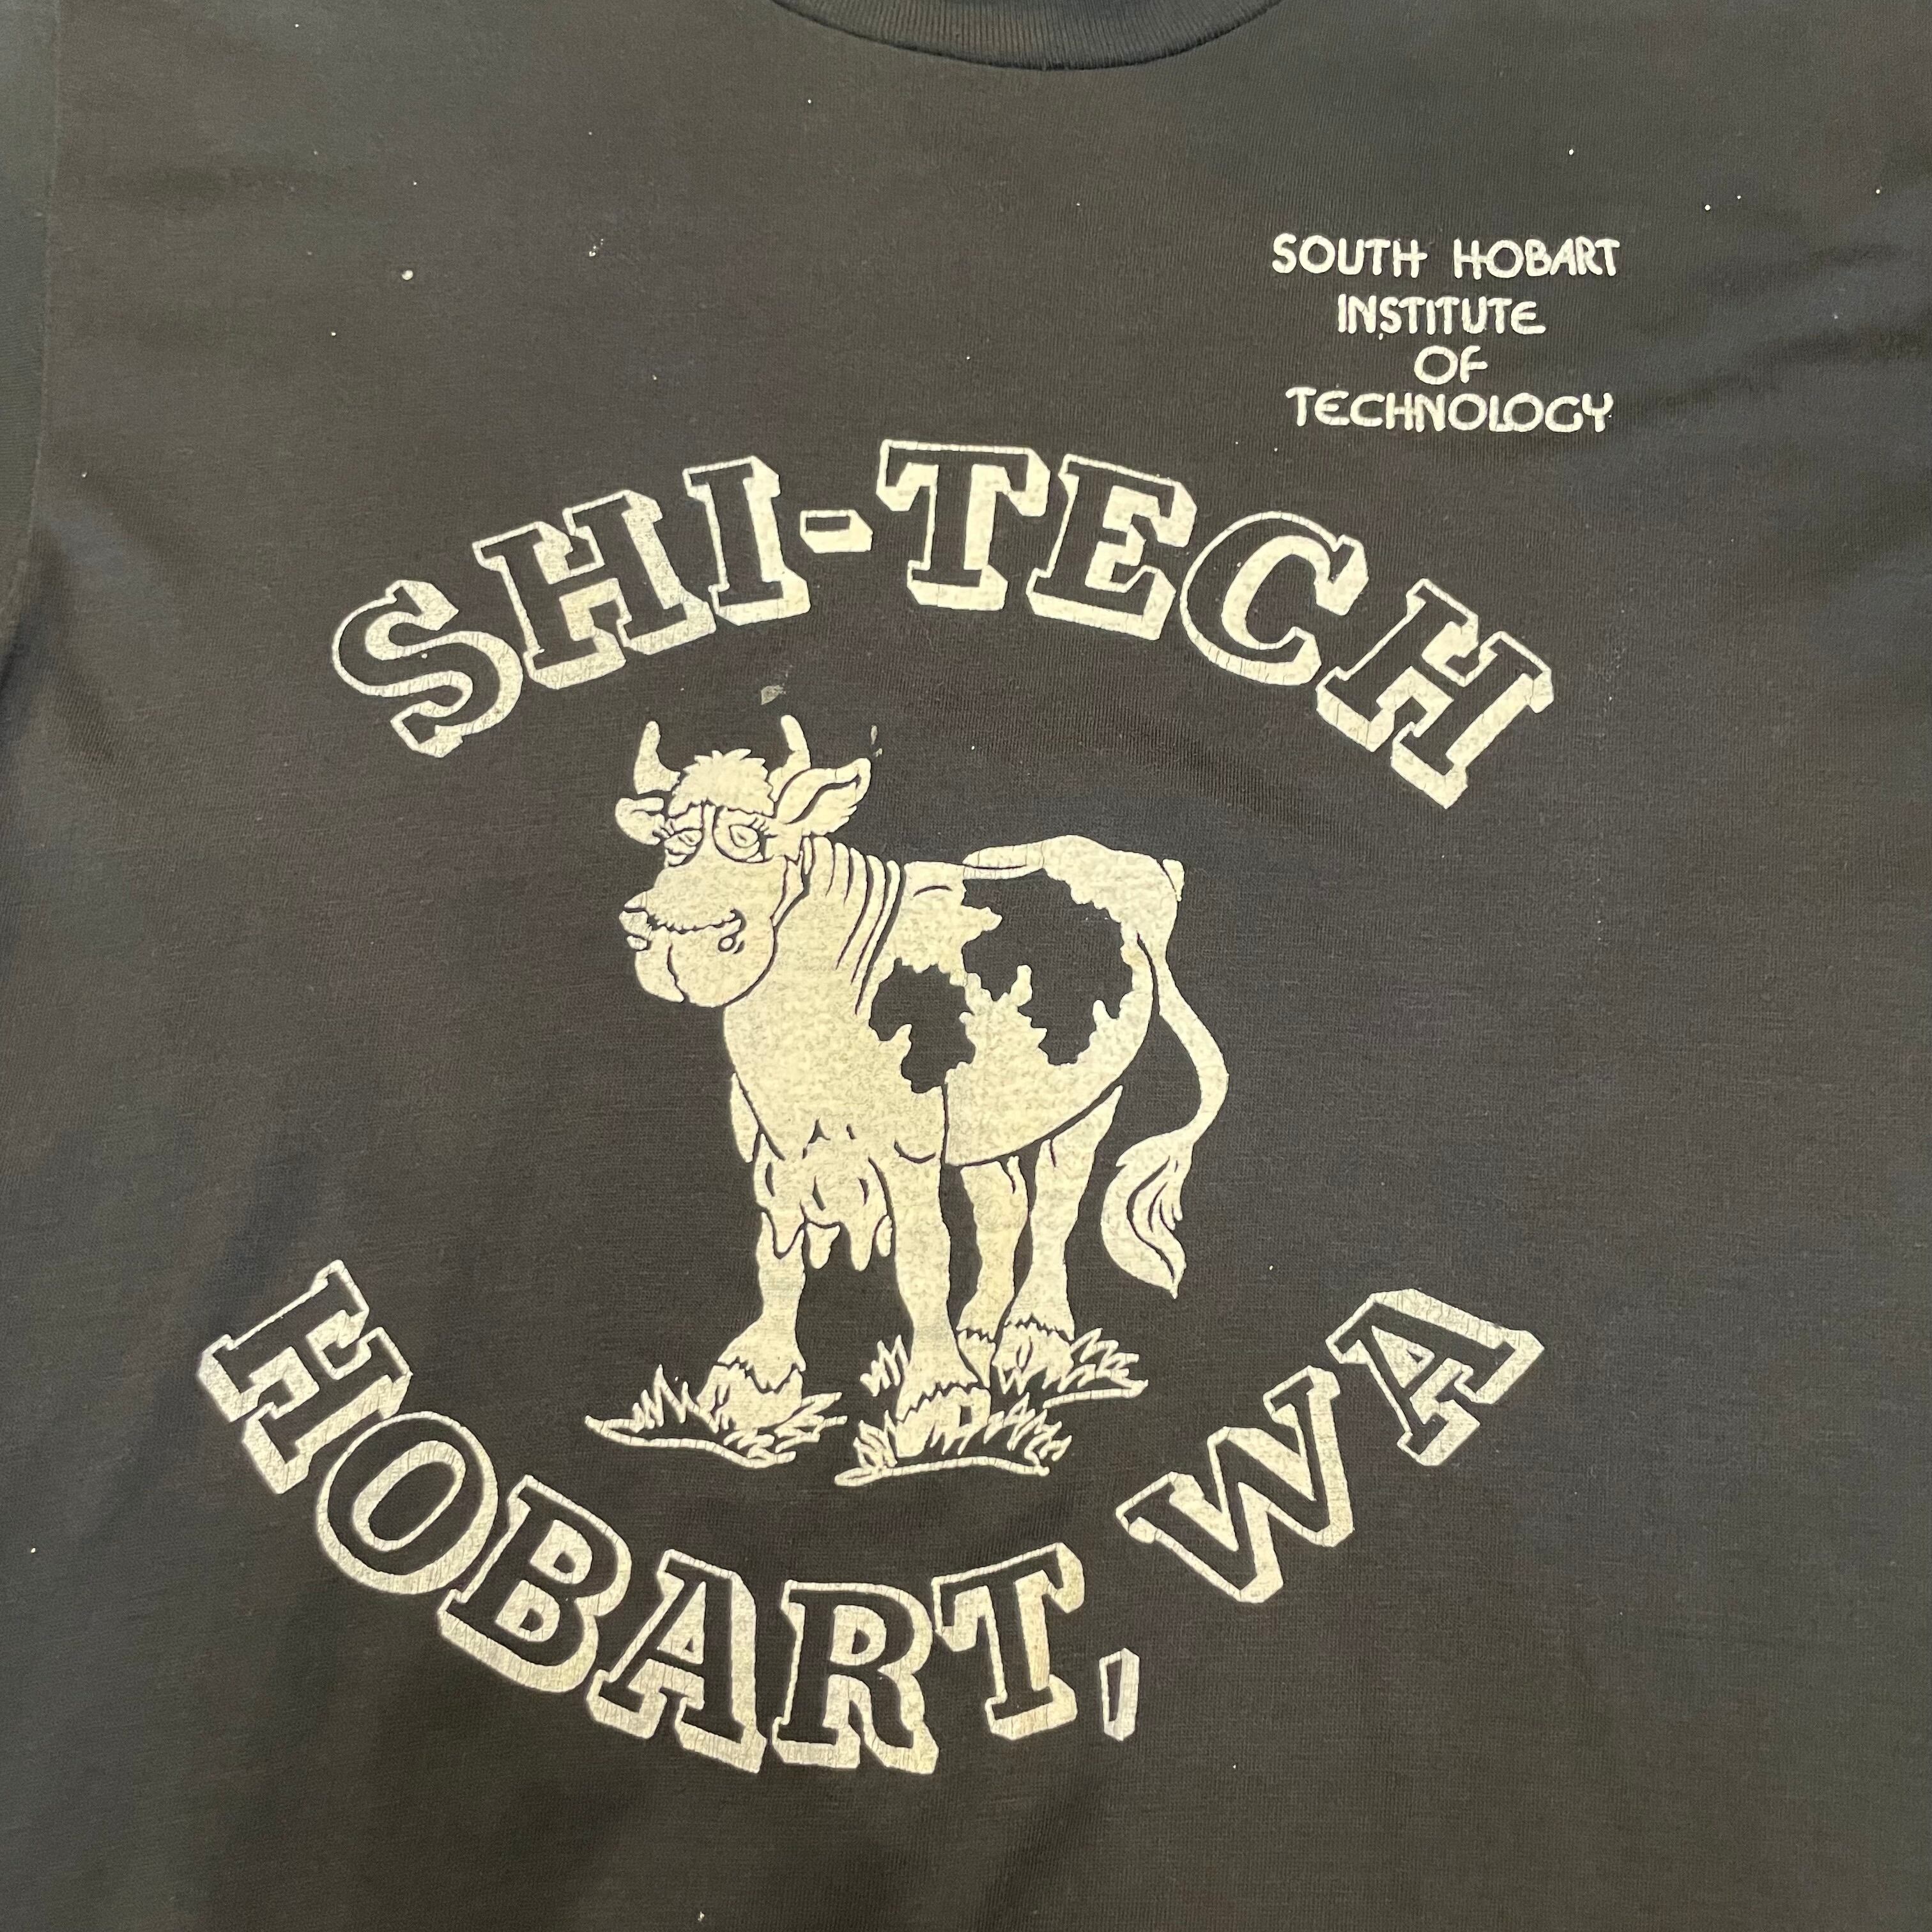 SOUTH HOBART
INSTITUTE
OF
TECHNOLOGY
SHI-TECH
HOBART, WA